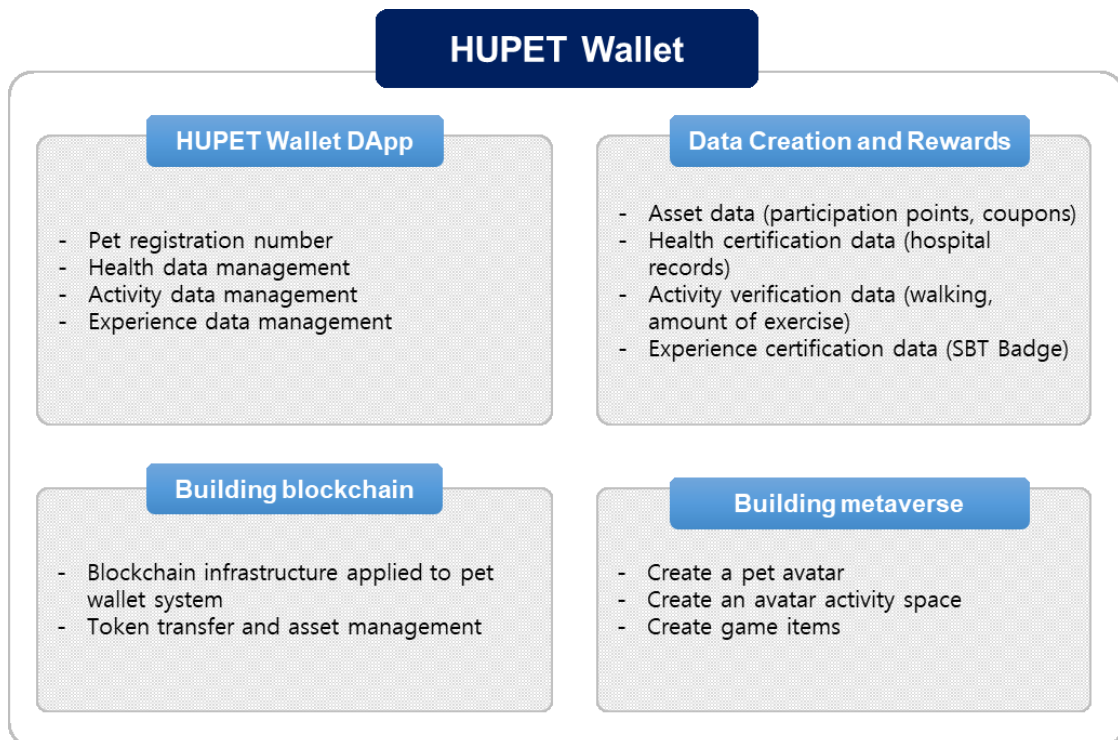 HUPET Wallet
HUPET Wallet DApp
- Pet registration number
- Health data management
- Activity data management
- Experience data management
Data Creation and Rewards
- Asset data (participation points, coupons)
- Health certification data (hospital
records)
- Activity verification data (walking,
amount of exercise)
- Experience certification data (SBT Badge)
Building blockchain
- Blockchain infrastructure applied to pet
wallet system
- Token transfer and asset management
Building metaverse
- Create a pet avatar
- Create an avatar activity space
- Create game items